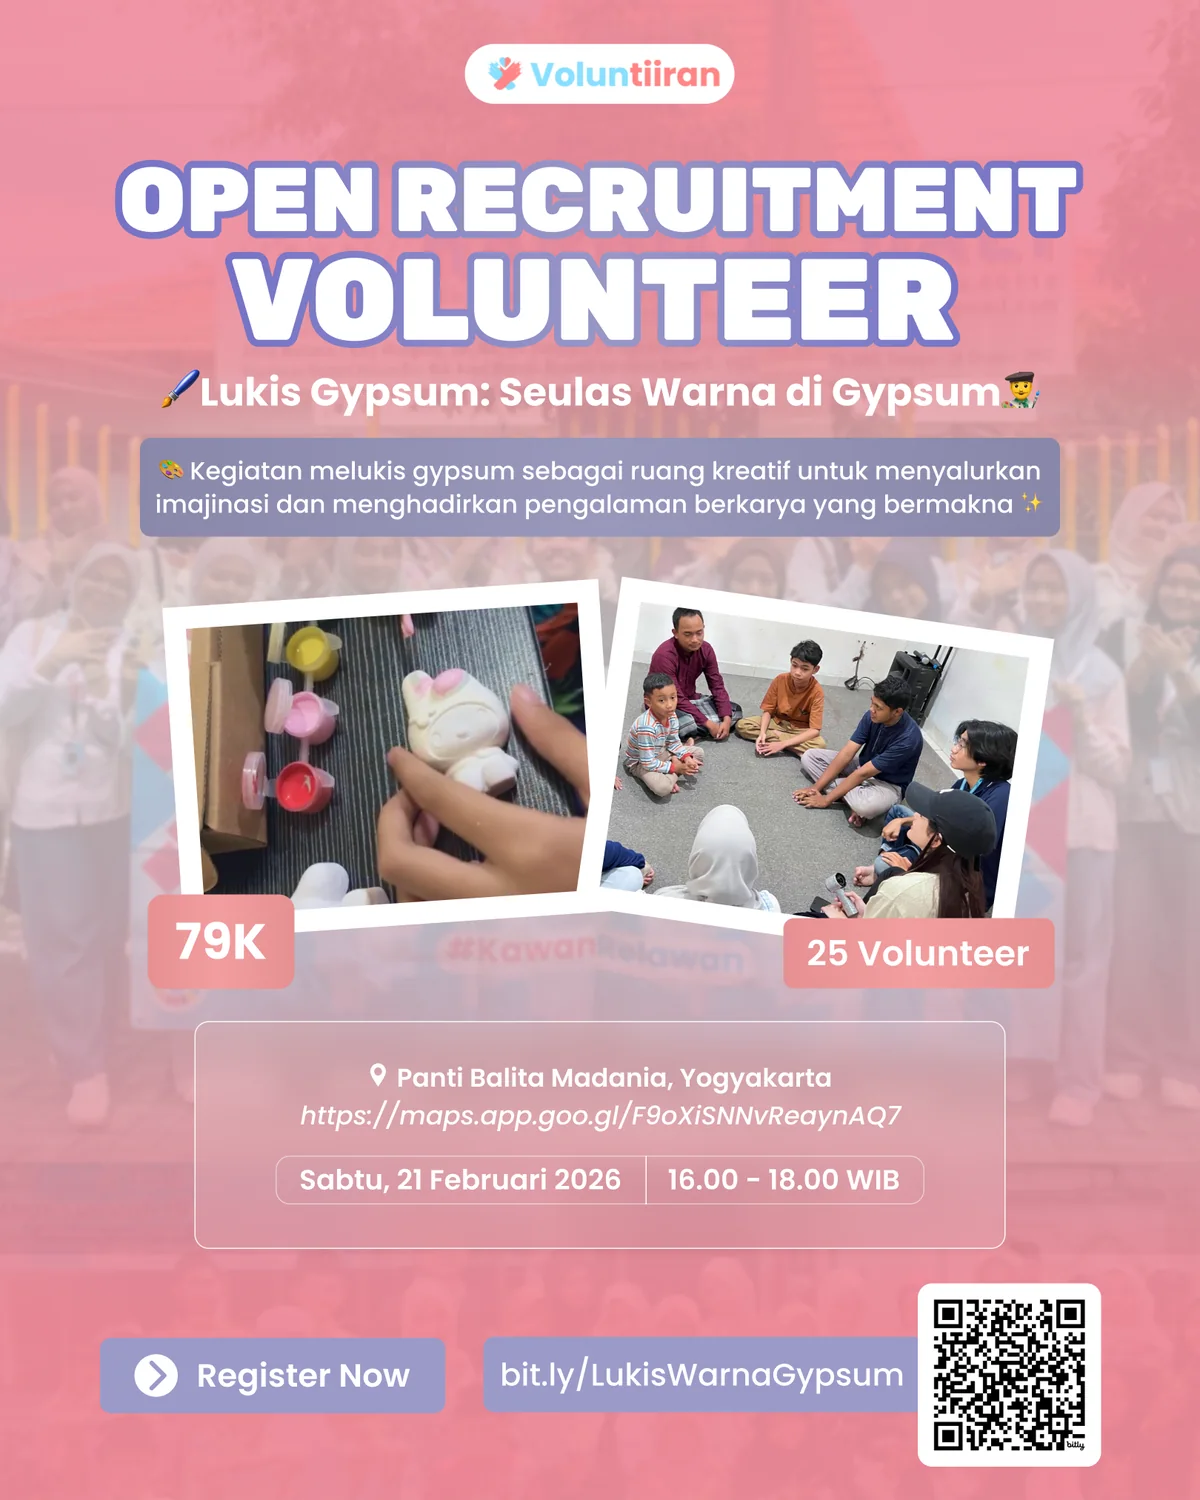 Voluntiiran
OPEN RECRUITMENT
VOLUNTEER
Lukis Gypsum: Seulas Warna di Gypsum
Kegiatan melukis gypsum sebagai ruang kreatif untuk menyalurkan
imajinasi dan menghadirkan pengalaman berkarya yang bermakna
79K
#KawanRelawan
25 Volunteer
Panti Balita Madania, Yogyakarta
https://maps.app.goo.gl/F9oXiSNNvReaynAQ7
Sabtu, 21 Februari 2026
16.00 - 18.00 WIB
Register Now
bit.ly/LukisWarnaGypsum
bitly